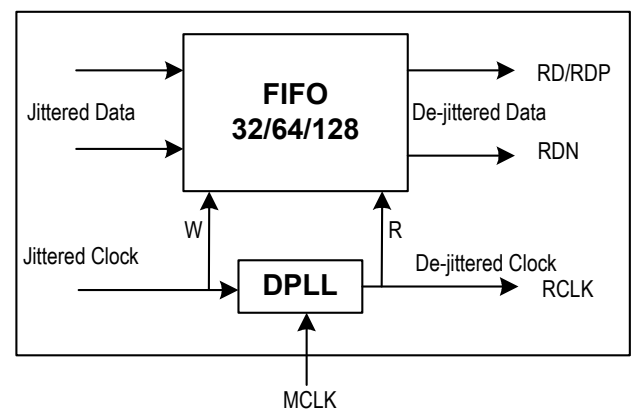 FIFO
32/64/128
Jittered Data
De-jittered Data
RD/RDP
RDN
W
R
Jittered Clock
DPLL
De-jittered Clock
RCLK
MCLK